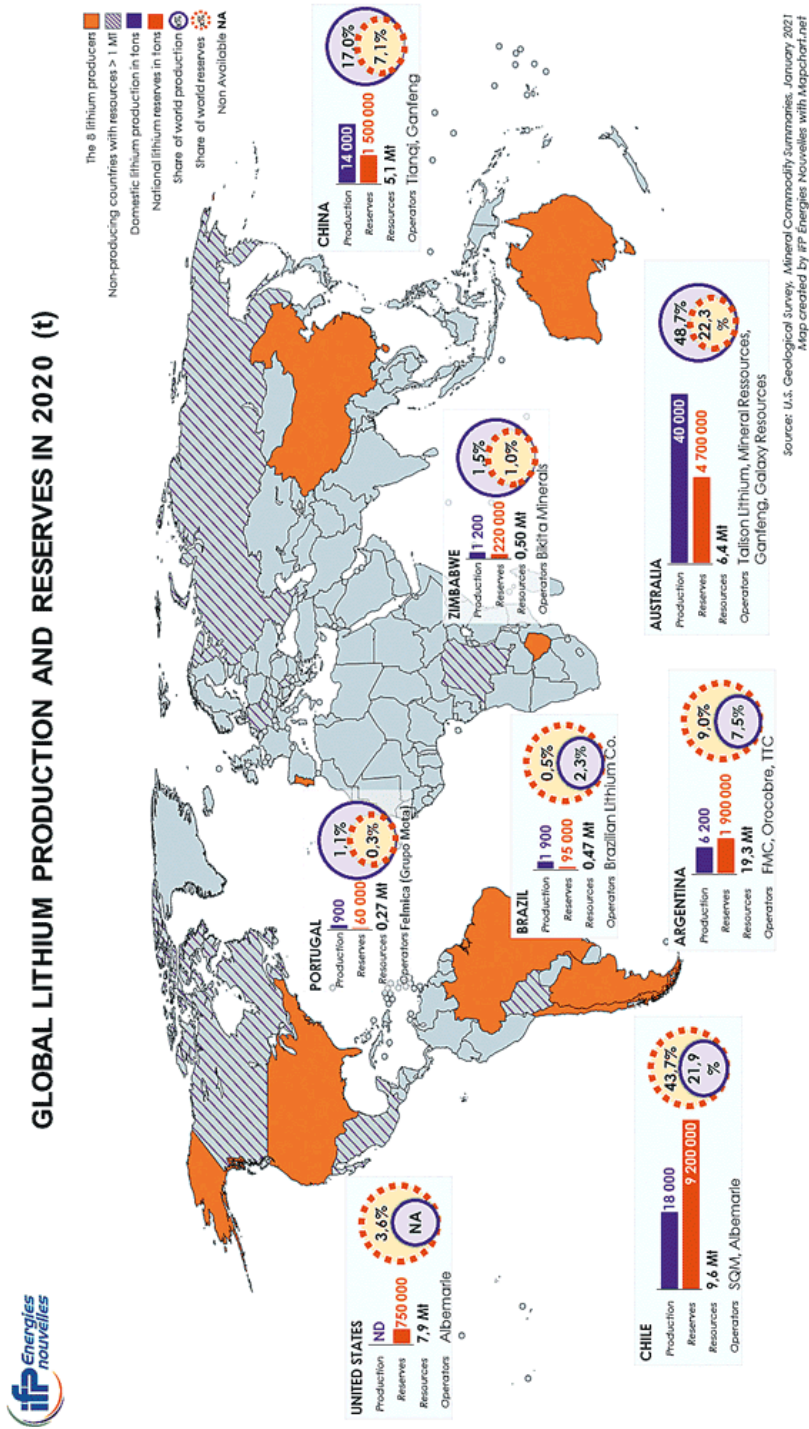 ifp Energies
nouvelles
GLOBAL LITHIUM PRODUCTION AND RESERVES IN 2020 (t)
The 8 lithium producers
Non-producing countries with resources > 1 MT
Domestic lithium production in tons
National lithium reserves in tons
Share of world production
Share of world reserves
Non Available NA
UNITED STATES
Production ND
Reserves 750 000
Resources 7,9 Mt
Operators Albemarle
3,6%
NA
PORTUGAL
Production 900
Reserves 60 000
Resources 0,27 Mt
Operators Felmica (Grupo Mota)
1,1%
0,3%
ZIMBABWE
Production 1 200
Reserves 220 000
Resources 0,50 Mt
Operators Bikita Minerals
1,5%
1,0%
CHINA
Production 14 000
Reserves 1 500 000
Resources 5,1 Mt
Operators Tianqi, Ganfeng
17,0%
7,1%
CHILE
Production 18 000
Reserves 9 200 000
Resources 9,6 Mt
Operators SQM, Albemarle
43,7%
21,9
%
BRAZIL
Production 1 900
Reserves 95 000
Resources 0,47 Mt
Operators Brazilian Lithium Co.
0,5%
2,3%
ARGENTINA
Production 6 200
Reserves 1 900 000
Resources 19,3 Mt
Operators FMC, Orocobre, TTC
9,0%
7,5%
AUSTRALIA
Production 40 000
Reserves 4 700 000
Resources 6,4 Mt
Operators Talison Lithium, Mineral Ressources,
Ganfeng, Galaxy Resources
48,7%
22,3
%
Source: U.S. Geological Survey, Mineral Commodity Summaries, January 2021
Map created by IFP Énergies Nouvelles with Mapchart.net